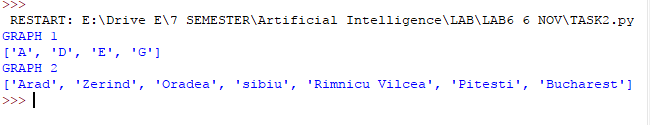 >>>
RESTART: E:\Drive E\7 SEMESTER\Artificial Intelligence\LAB\LAB6 6 NOV\TASK2.py
GRAPH 1
['A', 'D', 'E', 'G']
GRAPH 2
['Arad', 'Zerind', 'Oradea', 'sibiu', 'Rimnicu Vilcea', 'Pitesti', 'Bucharest']
>>>